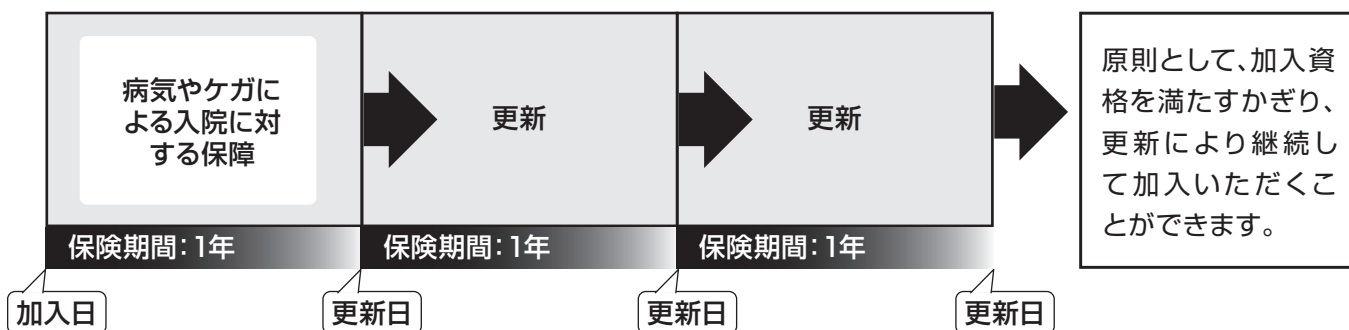 病気やケガに
よる入院に対
する保障
更新
更新
原則として、加入資
格を満たすかぎり、
更新により継続し
て加入いただくこ
とができます。
保険期間：1年
保険期間：1年
保険期間：1年
加入日
更新日
更新日
更新日